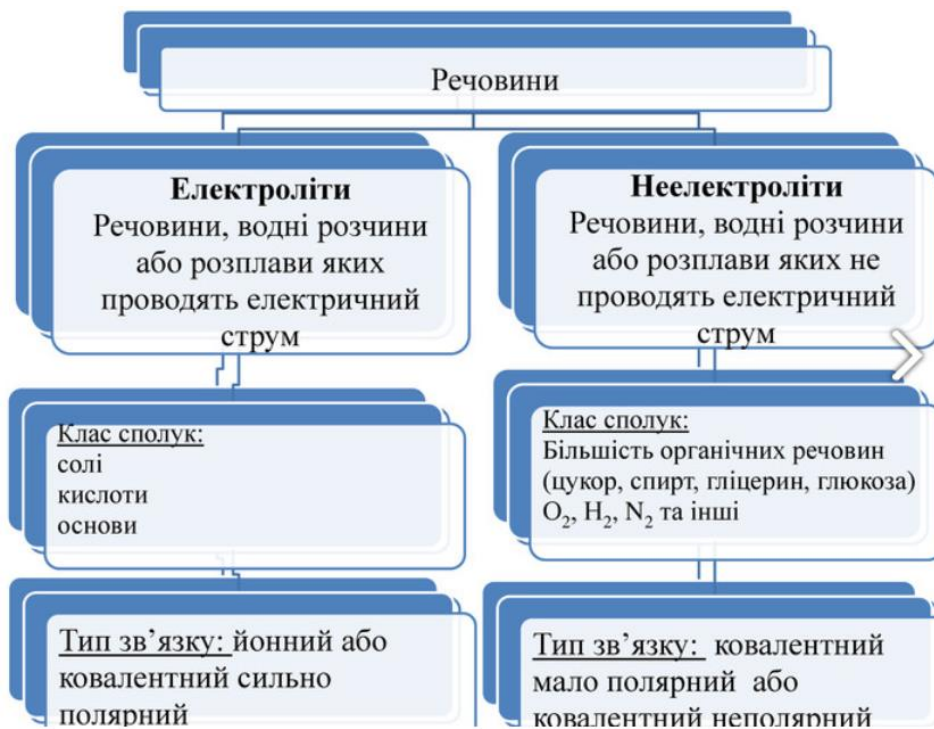 Речовини
Електроліти
Речовини, водні розчини
або розплави яких
проводять електричний
струм
Неелектроліти
Речовини, водні розчини
або розплави яких не
проводять електричний
струм
Клас сполук:
солі
кислоти
основи
Клас сполук:
Більшість органічних речовин
(цукор, спирт, гліцерин, глюкоза)
O₂, H₂, N₂ та інші
Тип зв’язку: йонний або
ковалентний сильно
полярний
Тип зв’язку: ковалентний
мало полярний або
ковалентний неполярний